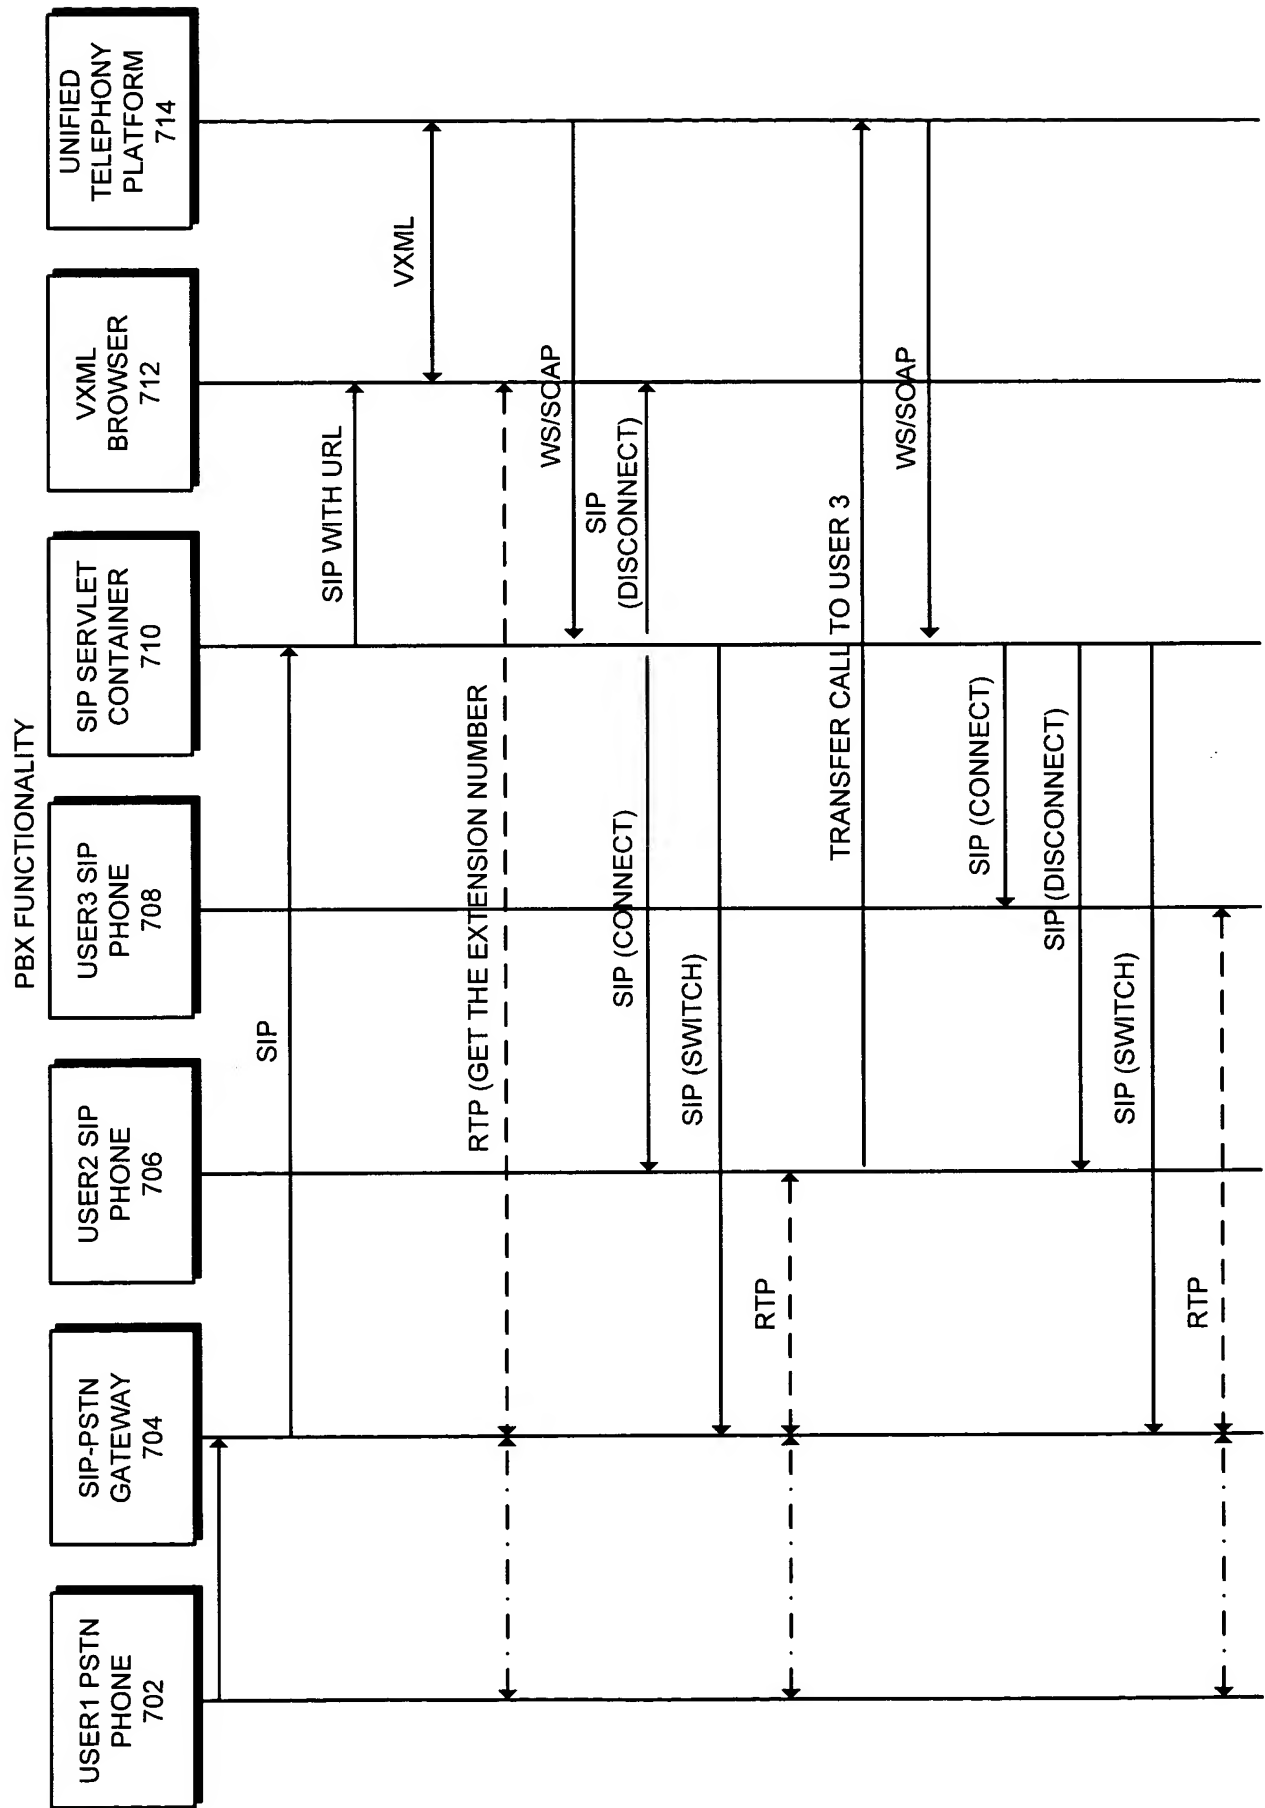 PBX FUNCTIONALITY
USER1 PSTN
PHONE
702
SIP-PSTN
GATEWAY
704
USER2 SIP
PHONE
706
USER3 SIP
PHONE
708
SIP SERVLET
CONTAINER
710
VXML
BROWSER
712
UNIFIED
TELEPHONY
PLATFORM
714
SIP
SIP WITH URL
VXML
RTP (GET THE EXTENSION NUMBER
WS/SOAP
SIP
(DISCONNECT)
SIP (CONNECT)
SIP (SWITCH)
RTP
TRANSFER CALL TO USER 3
WS/SOAP
SIP (CONNECT)
SIP (DISCONNECT)
SIP (SWITCH)
RTP